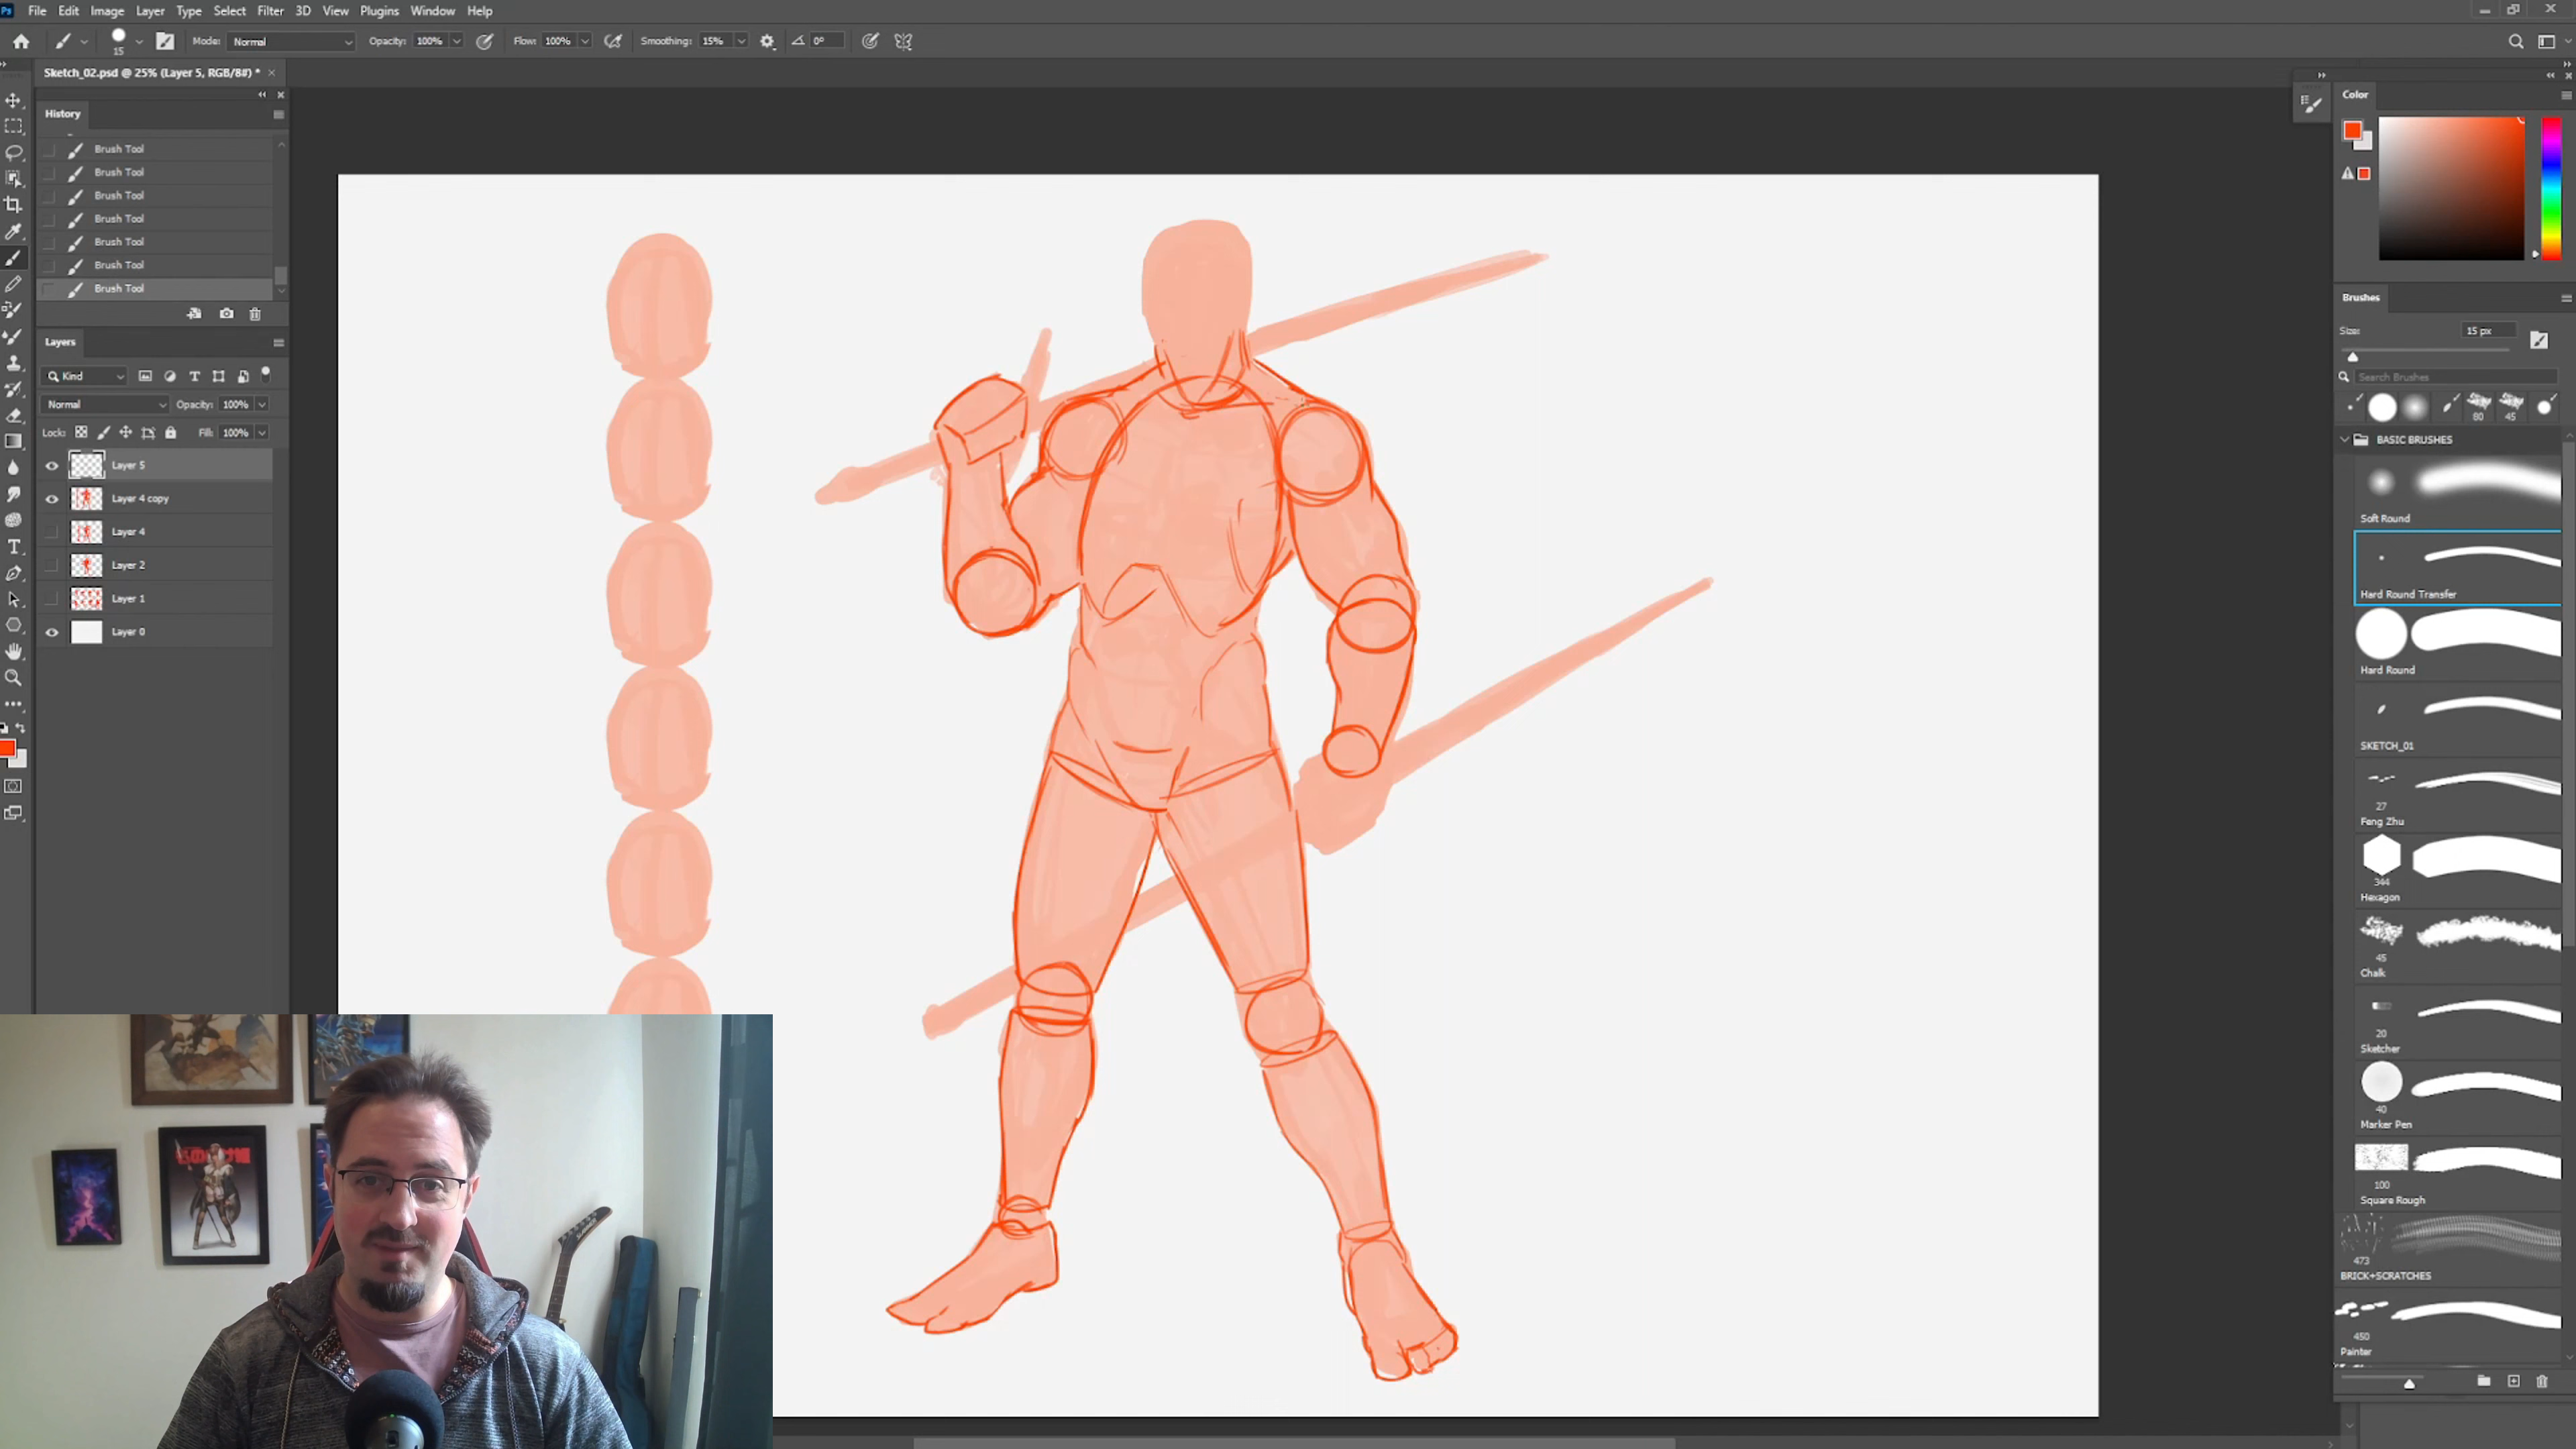 Ps File Edit Image Layer Type Select Filter 3D View Plugins Window Help
15 Mode: Normal Opacity: 100% Flow: 100% Smoothing: 15% 0°
Sketch_02.psd @ 25% (Layer 5, RGB/8#) * ×
History
Brush Tool
Brush Tool
Brush Tool
Brush Tool
Brush Tool
Brush Tool
Brush Tool
Layers
Kind
Normal Opacity: 100%
Lock: Fill: 100%
Layer 5
Layer 4 copy
Layer 4
Layer 2
Layer 1
Layer 0
Color
Brushes
Size: 15 px
Search Brushes
80 45
BASIC BRUSHES
Soft Round
Hard Round Transfer
Hard Round
SKETCH_01
27
Feng Zhu
344
Hexagon
45
Chalk
20
Sketcher
40
Marker Pen
100
Square Rough
473
BRICK+SCRATCHES
450
Painter